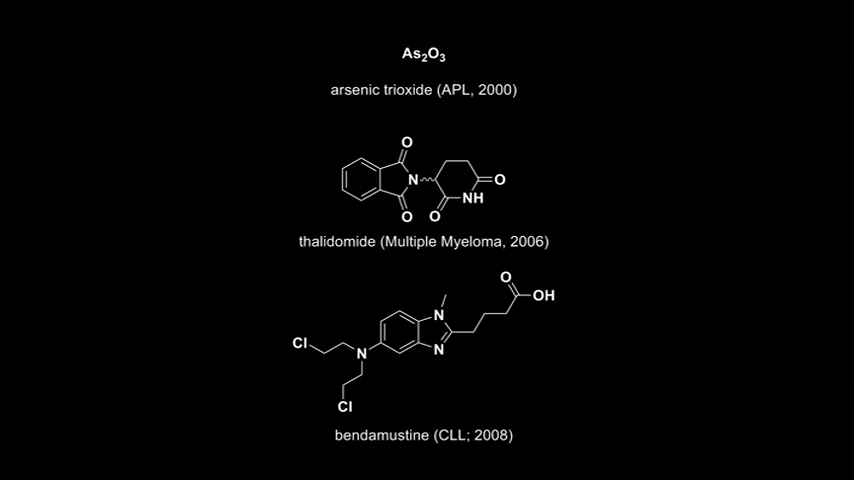 As₂O₃
arsenic trioxide (APL, 2000)
O
N
O
O
NH
O
thalidomide (Multiple Myeloma, 2006)
O
OH
N
N
Cl
N
Cl
bendamustine (CLL; 2008)